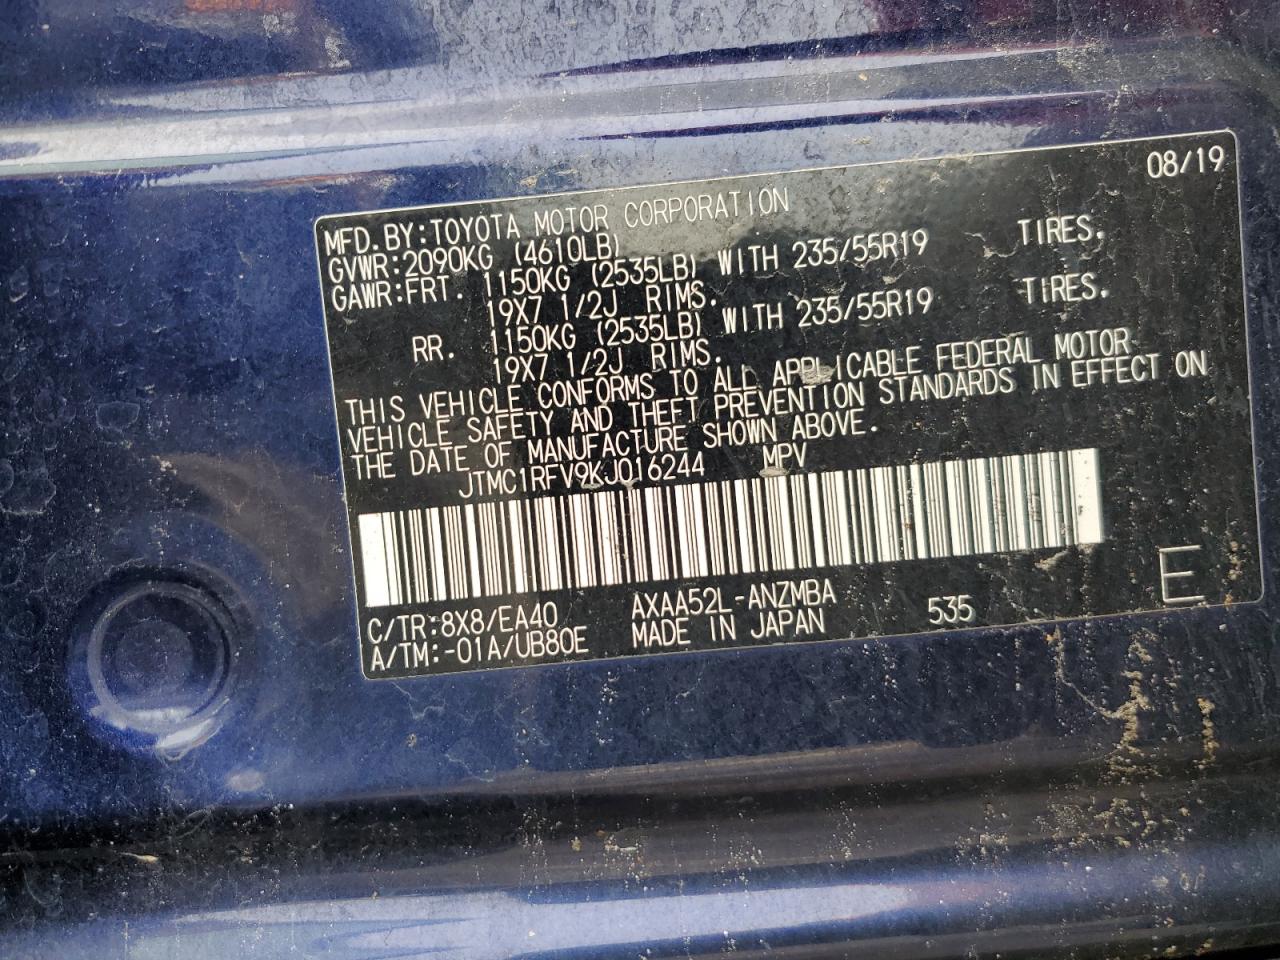 08/19
MFD.BY:TOYOTA MOTOR CORPORATION
GVWR:2090KG (4610LB)
GAWR:FRT. 1150KG (2535LB) WITH 235/55R19 TIRES.
19X7 1/2J RIMS.
RR. 1150KG (2535LB) WITH 235/55R19 TIRES.
19X7 1/2J RIMS.
THIS VEHICLE CONFORMS TO ALL APPLICABLE FEDERAL MOTOR
VEHICLE SAFETY AND THEFT PREVENTION STANDARDS IN EFFECT ON
THE DATE OF MANUFACTURE SHOWN ABOVE.
JTMC1RFV9KJ016244 MPV
C/TR:8X8/EA40 AXAA52L-ANZMBA 535 E
A/TM:-01A/UB80E MADE IN JAPAN